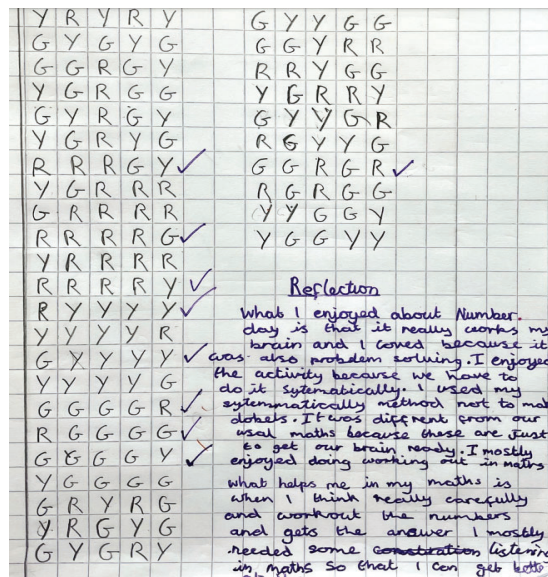 Y R Y R Y
G Y G Y G
G G R G Y
Y G R G G
G Y R G Y
Y G R Y G
R R R G Y
Y G R R R
G R R R R
R R R R G
Y R R R R
R R R R Y
R Y Y Y Y
Y Y Y Y R
G Y Y Y Y
Y Y Y Y G
G G G G R
R G G G G
G G G G Y
Y G G G G
G R Y R G
Y R G Y G
G Y G R Y
G Y Y G G
G G Y R R
R R Y G G
Y G R R Y
G Y Y G R
R G Y Y G
G G R G R
R G R G G
Y Y G G Y
Y G G Y Y
Reflection
What I enjoyed about Number.
day is that it really works my
brain and I loved because it
was also problem solving. I enjoyed
the activity because we have to
do it sytematically. I used my
sytemmatically method not to mak
dobels. It was diffrent from our
usal maths because these are just
to get our brain ready. I mostly
enjoyed doing working out in maths
what helps me in my maths is
when I think really carefully
and workout the numbers
and gets the answer I mostly
needed some constration listening
in maths so that I can get